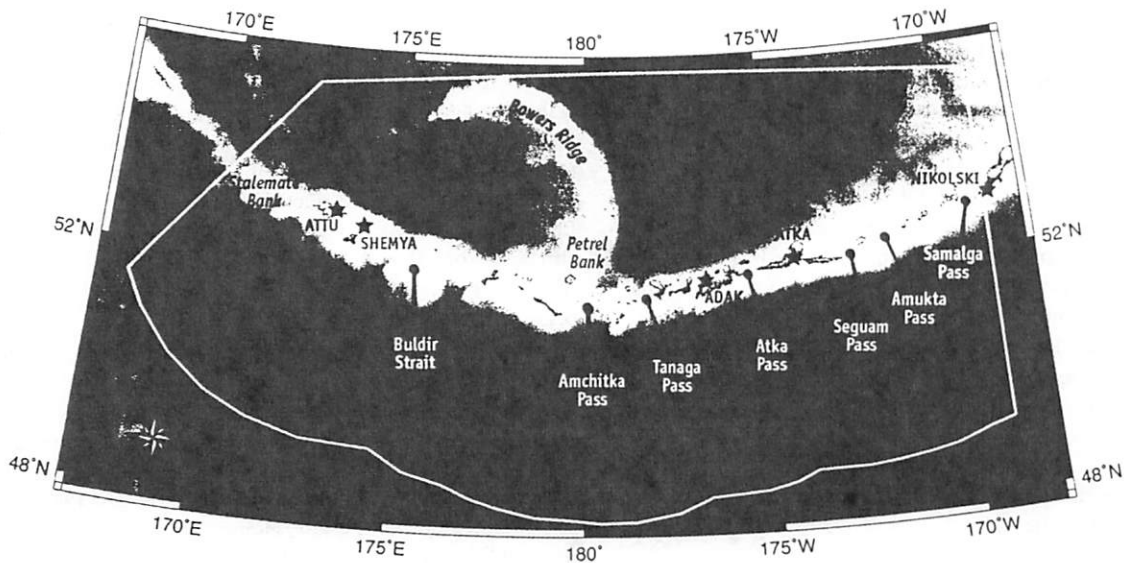 170°E
175°E
180°
175°W
170°W
Bowers Ridge
NIKOLSKI
Stalemate
Bank
52°N
ATTU
SHEMYA
Petrel
Bank
ATKA
52°N
Samalga
Pass
ADAK
Amukta
Pass
Buldir
Strait
Seguam
Pass
Atka
Pass
Tanaga
Pass
Amchitka
Pass
48°N
48°N
170°E
175°E
180°
175°W
170°W